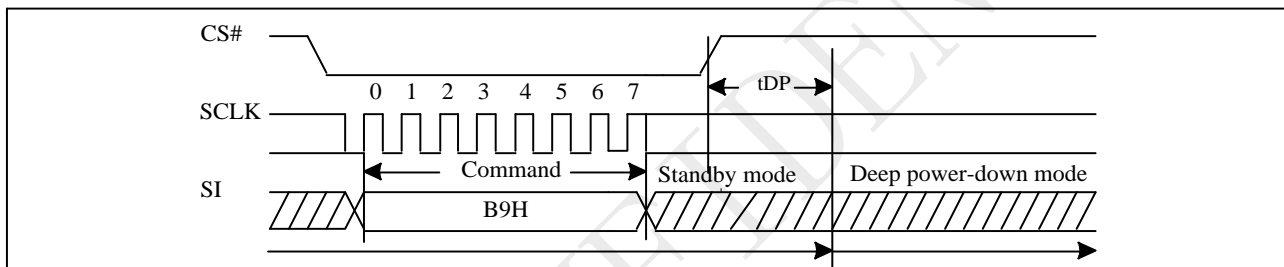 CS#
tDP
0 1 2 3 4 5 6 7
SCLK
Command
Standby mode
Deep power-down mode
SI
B9H